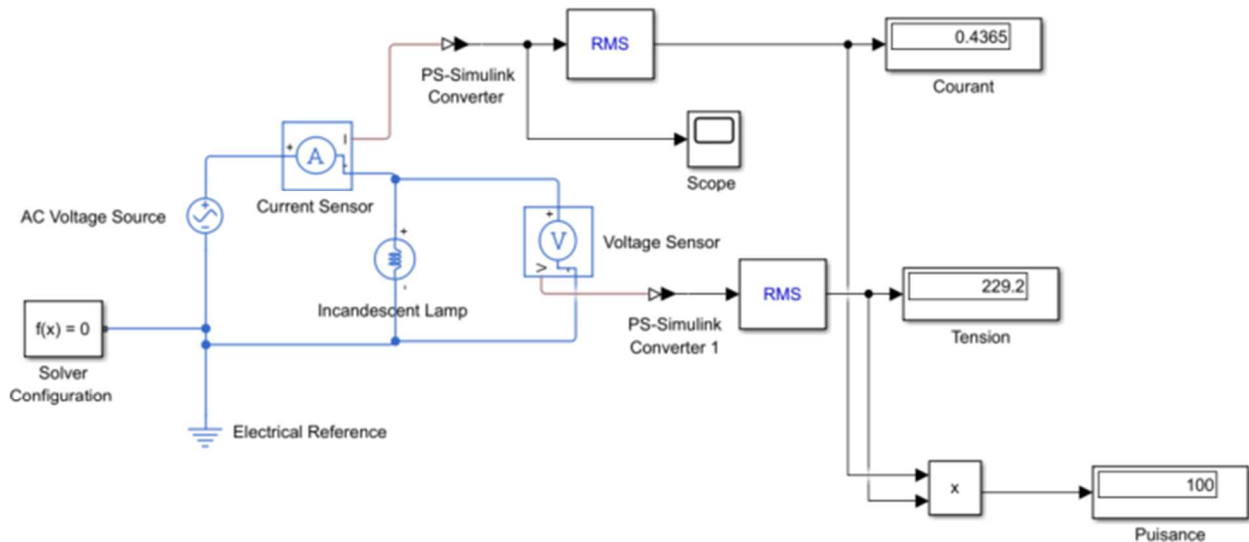 RMS
0.4365
Courant
PS-Simulink
Converter
Scope
A
I
+
-
Current Sensor
AC Voltage Source
+
-
+
V
-
V
Voltage Sensor
+
-
Incandescent Lamp
RMS
229.2
Tension
PS-Simulink
Converter 1
f(x) = 0
Solver
Configuration
Electrical Reference
x
100
Puisance